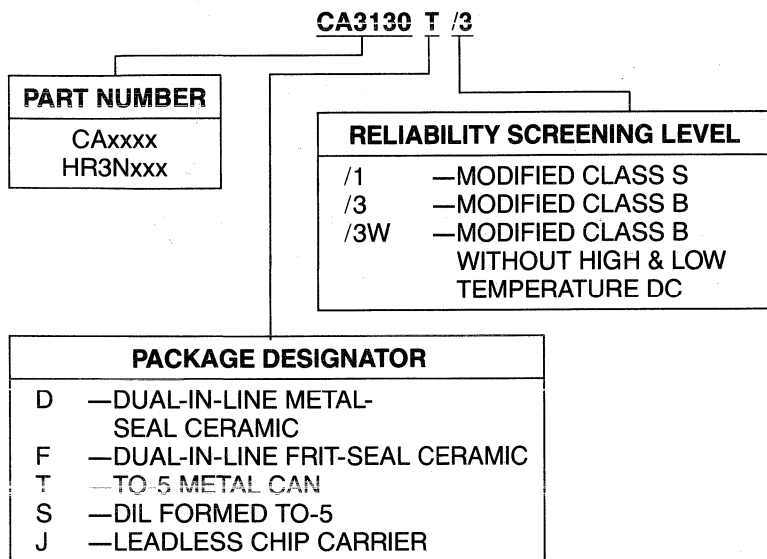 CA3130 T /3
PART NUMBER
CAxxxx
HR3Nxxx
RELIABILITY SCREENING LEVEL
/1 —MODIFIED CLASS S
/3 —MODIFIED CLASS B
/3W —MODIFIED CLASS B
WITHOUT HIGH & LOW
TEMPERATURE DC
PACKAGE DESIGNATOR
D —DUAL-IN-LINE METAL-
SEAL CERAMIC
F —DUAL-IN-LINE FRIT-SEAL CERAMIC
T —TO-5 METAL CAN
S —DIL FORMED TO-5
J —LEADLESS CHIP CARRIER